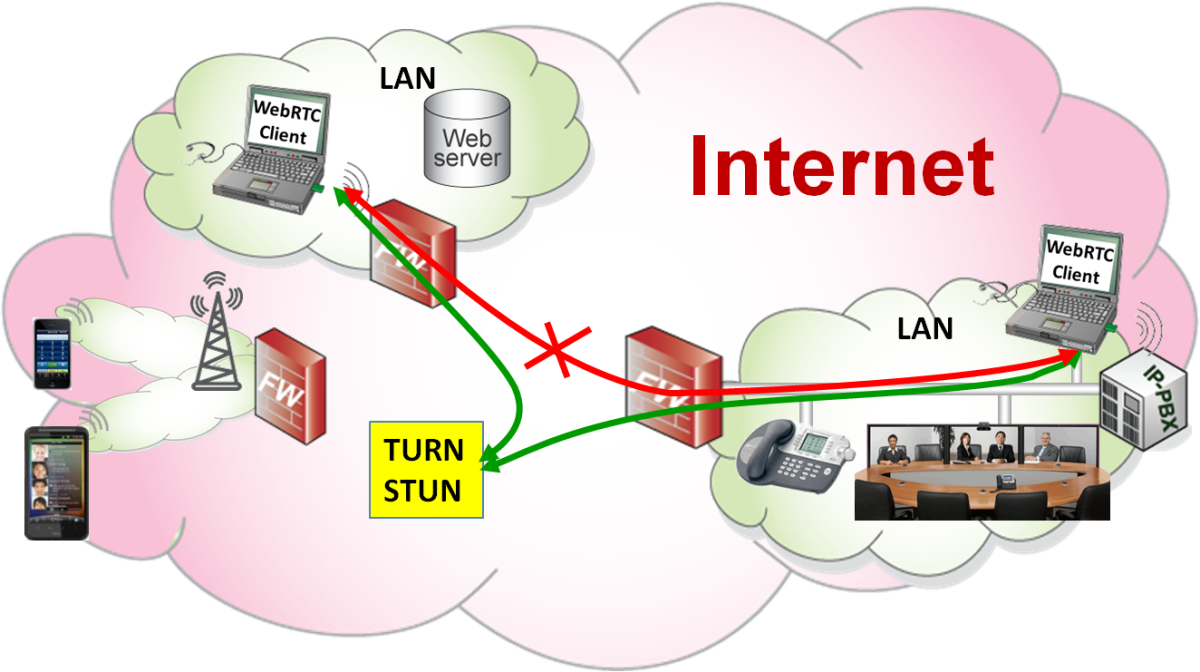 LAN
WebRTC
Client
Web
server
Internet
FW
WebRTC
Client
LAN
FW
FW
IP-PBX
TURN
STUN